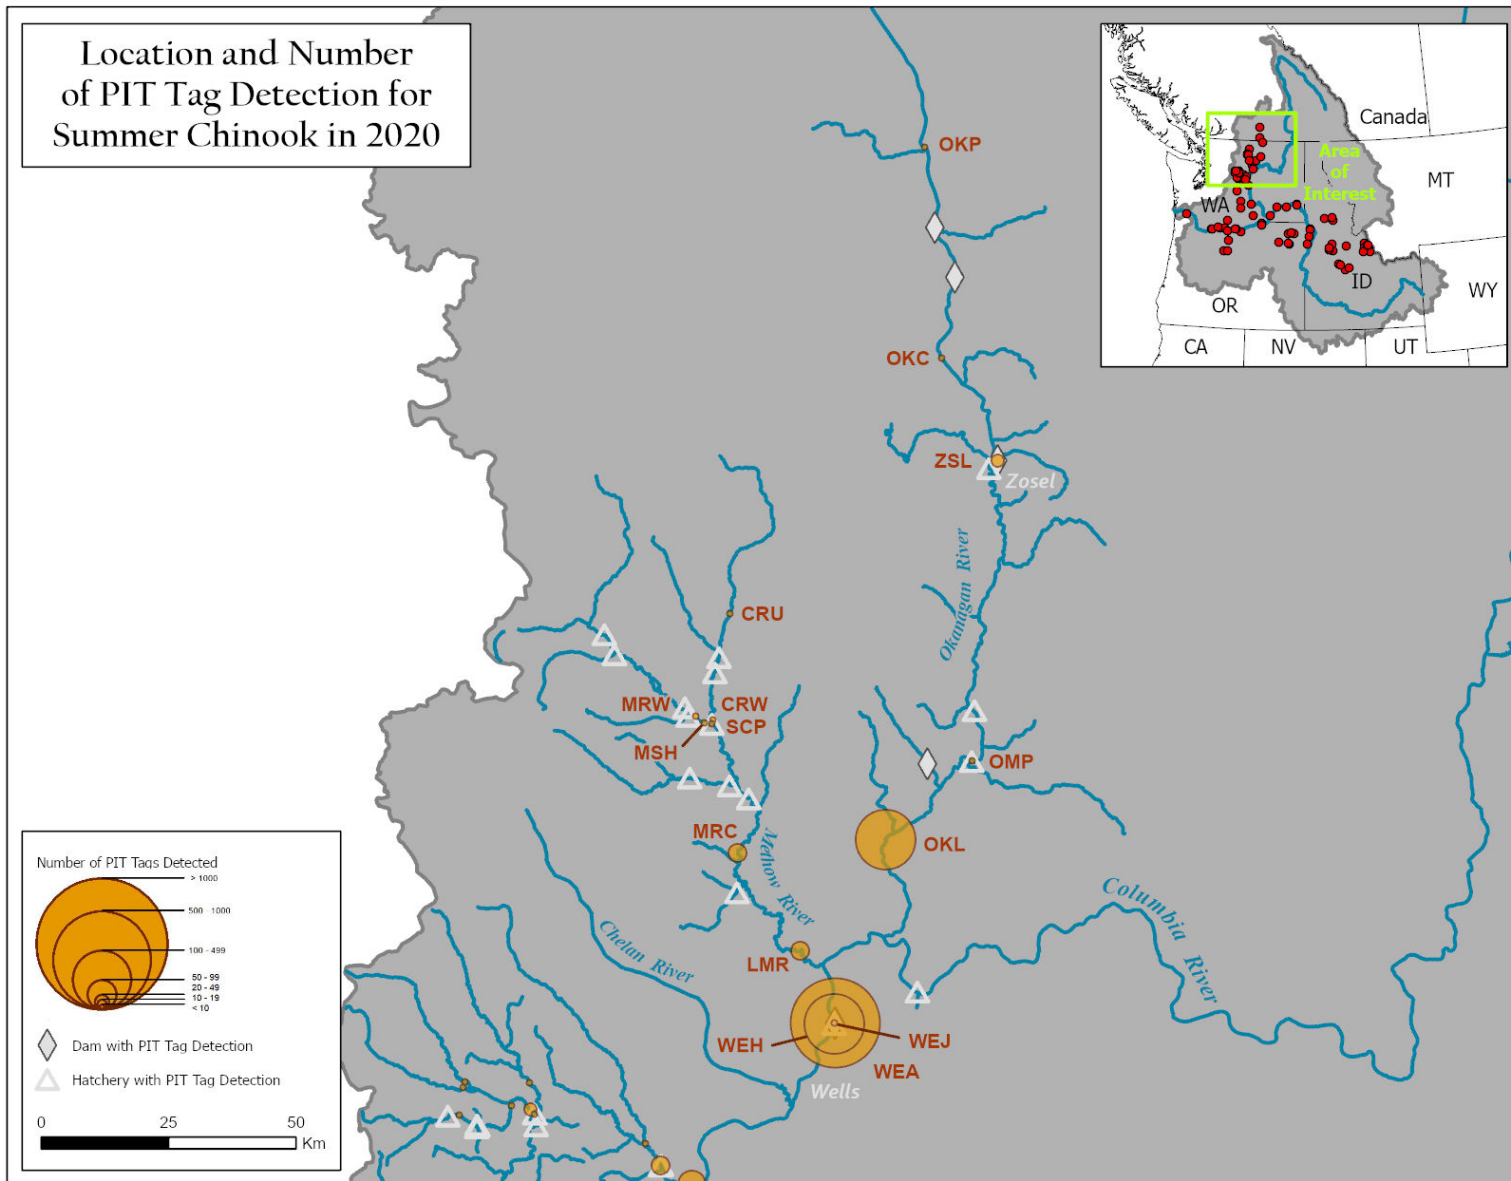 Location and Number
of PIT Tag Detection for
Summer Chinook in 2020
Canada
Area
of
Interest
MT
WA
ID
WY
OR
CA
NV
UT
OKP
OKC
ZSL
Zosel
Okanagan River
CRU
MRW
CRW
SCP
MSH
OMP
MRC
OKL
Methow River
Columbia River
Chelan River
LMR
WEH
WEJ
WEA
Wells
Number of PIT Tags Detected
> 1000
500 - 1000
100 - 499
50 - 99
20 - 49
10 - 19
< 10
Dam with PIT Tag Detection
Hatchery with PIT Tag Detection
0 25 50
Km